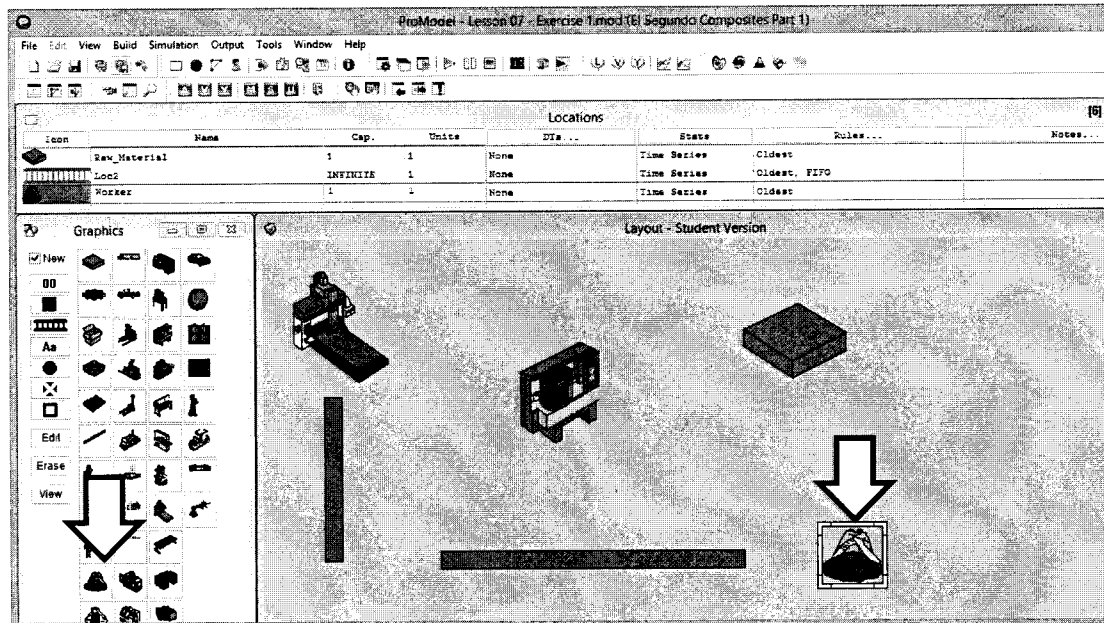 ProModel - Lesson 07 - Exercise 1.mod (El Segundo Composites Part 1)
File Edit View Build Simulation Output Tools Window Help
Locations [6]
Icon Name Cap. Units DTs... Stats Rules... Notes...
Raw_Material 1 1 None Time Series Oldest
Loc2 INFINITE 1 None Time Series Oldest, FIFO
Worker 1 1 None Time Series Oldest
Graphics
Layout - Student Version
New
Aa
Edit
Erase
View